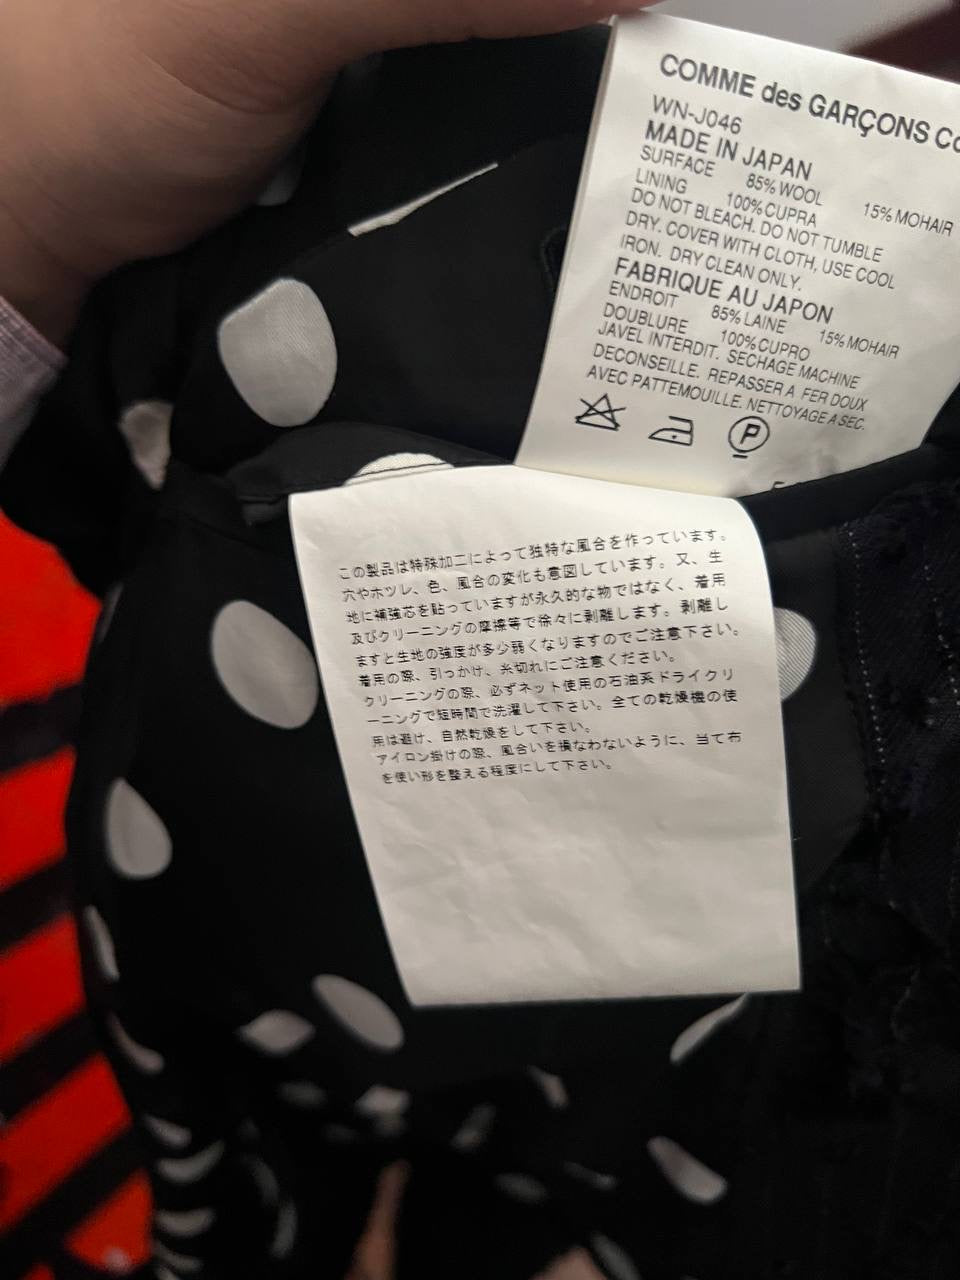 COMME des GARÇONS
WN-J046
MADE IN JAPAN
SURFACE 85% WOOL 15% MOHAIR
LINING 100% CUPRA
DO NOT BLEACH. DO NOT TUMBLE
DRY. COVER WITH CLOTH, USE COOL
IRON. DRY CLEAN ONLY.
FABRIQUE AU JAPON
ENDROIT 85% LAINE 15% MOHAIR
DOUBLURE 100% CUPRO
JAVEL INTERDIT. SECHAGE MACHINE
DECONSEILLE. REPASSER A FER DOUX
AVEC PATTEMOUILLE. NETTOYAGE A SEC.
P
この製品は特殊加工によって独特な風合を作っています。
穴やホツレ、色、風合の変化も意図しています。又、生
地に補強芯を貼っていますが永久的な物ではなく、着用
及びクリーニングの摩擦等で徐々に剥離します。剥離し
ますと生地の強度が多少弱くなりますのでご注意下さい。
着用の際、引っかけ、糸切れにご注意ください。
クリーニングの際、必ずネット使用の石油系ドライクリ
ーニングで短時間で洗濯して下さい。全ての乾燥機の使
用は避け、自然乾燥をして下さい。
アイロン掛けの際、風合いを損なわないように、当て布
を使い形を整える程度にして下さい。